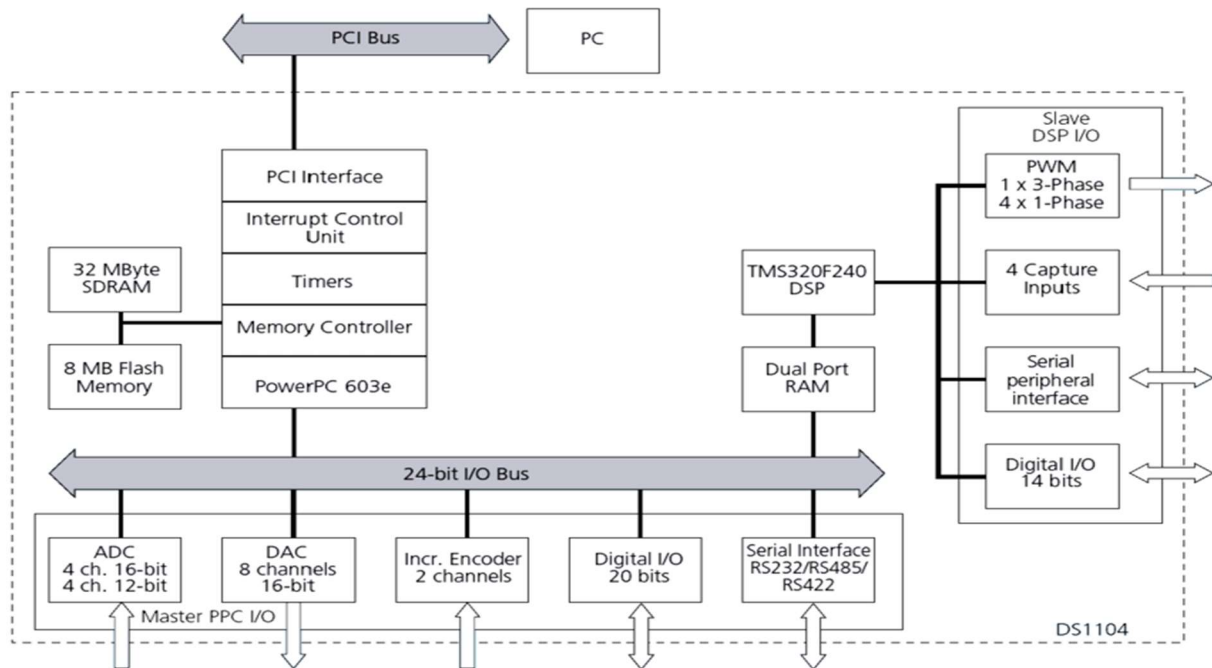 PCI Bus
PC
Slave
DSP I/O
PCI Interface
PWM
1 x 3-Phase
4 x 1-Phase
Interrupt Control
Unit
32 MByte
SDRAM
Timers
TMS320F240
DSP
4 Capture
Inputs
Memory Controller
8 MB Flash
Memory
PowerPC 603e
Dual Port
RAM
Serial
peripheral
interface
24-bit I/O Bus
Digital I/O
14 bits
ADC
4 ch. 16-bit
4 ch. 12-bit
DAC
8 channels
16-bit
Incr. Encoder
2 channels
Digital I/O
20 bits
Serial Interface
RS232/RS485/
RS422
Master PPC I/O
DS1104